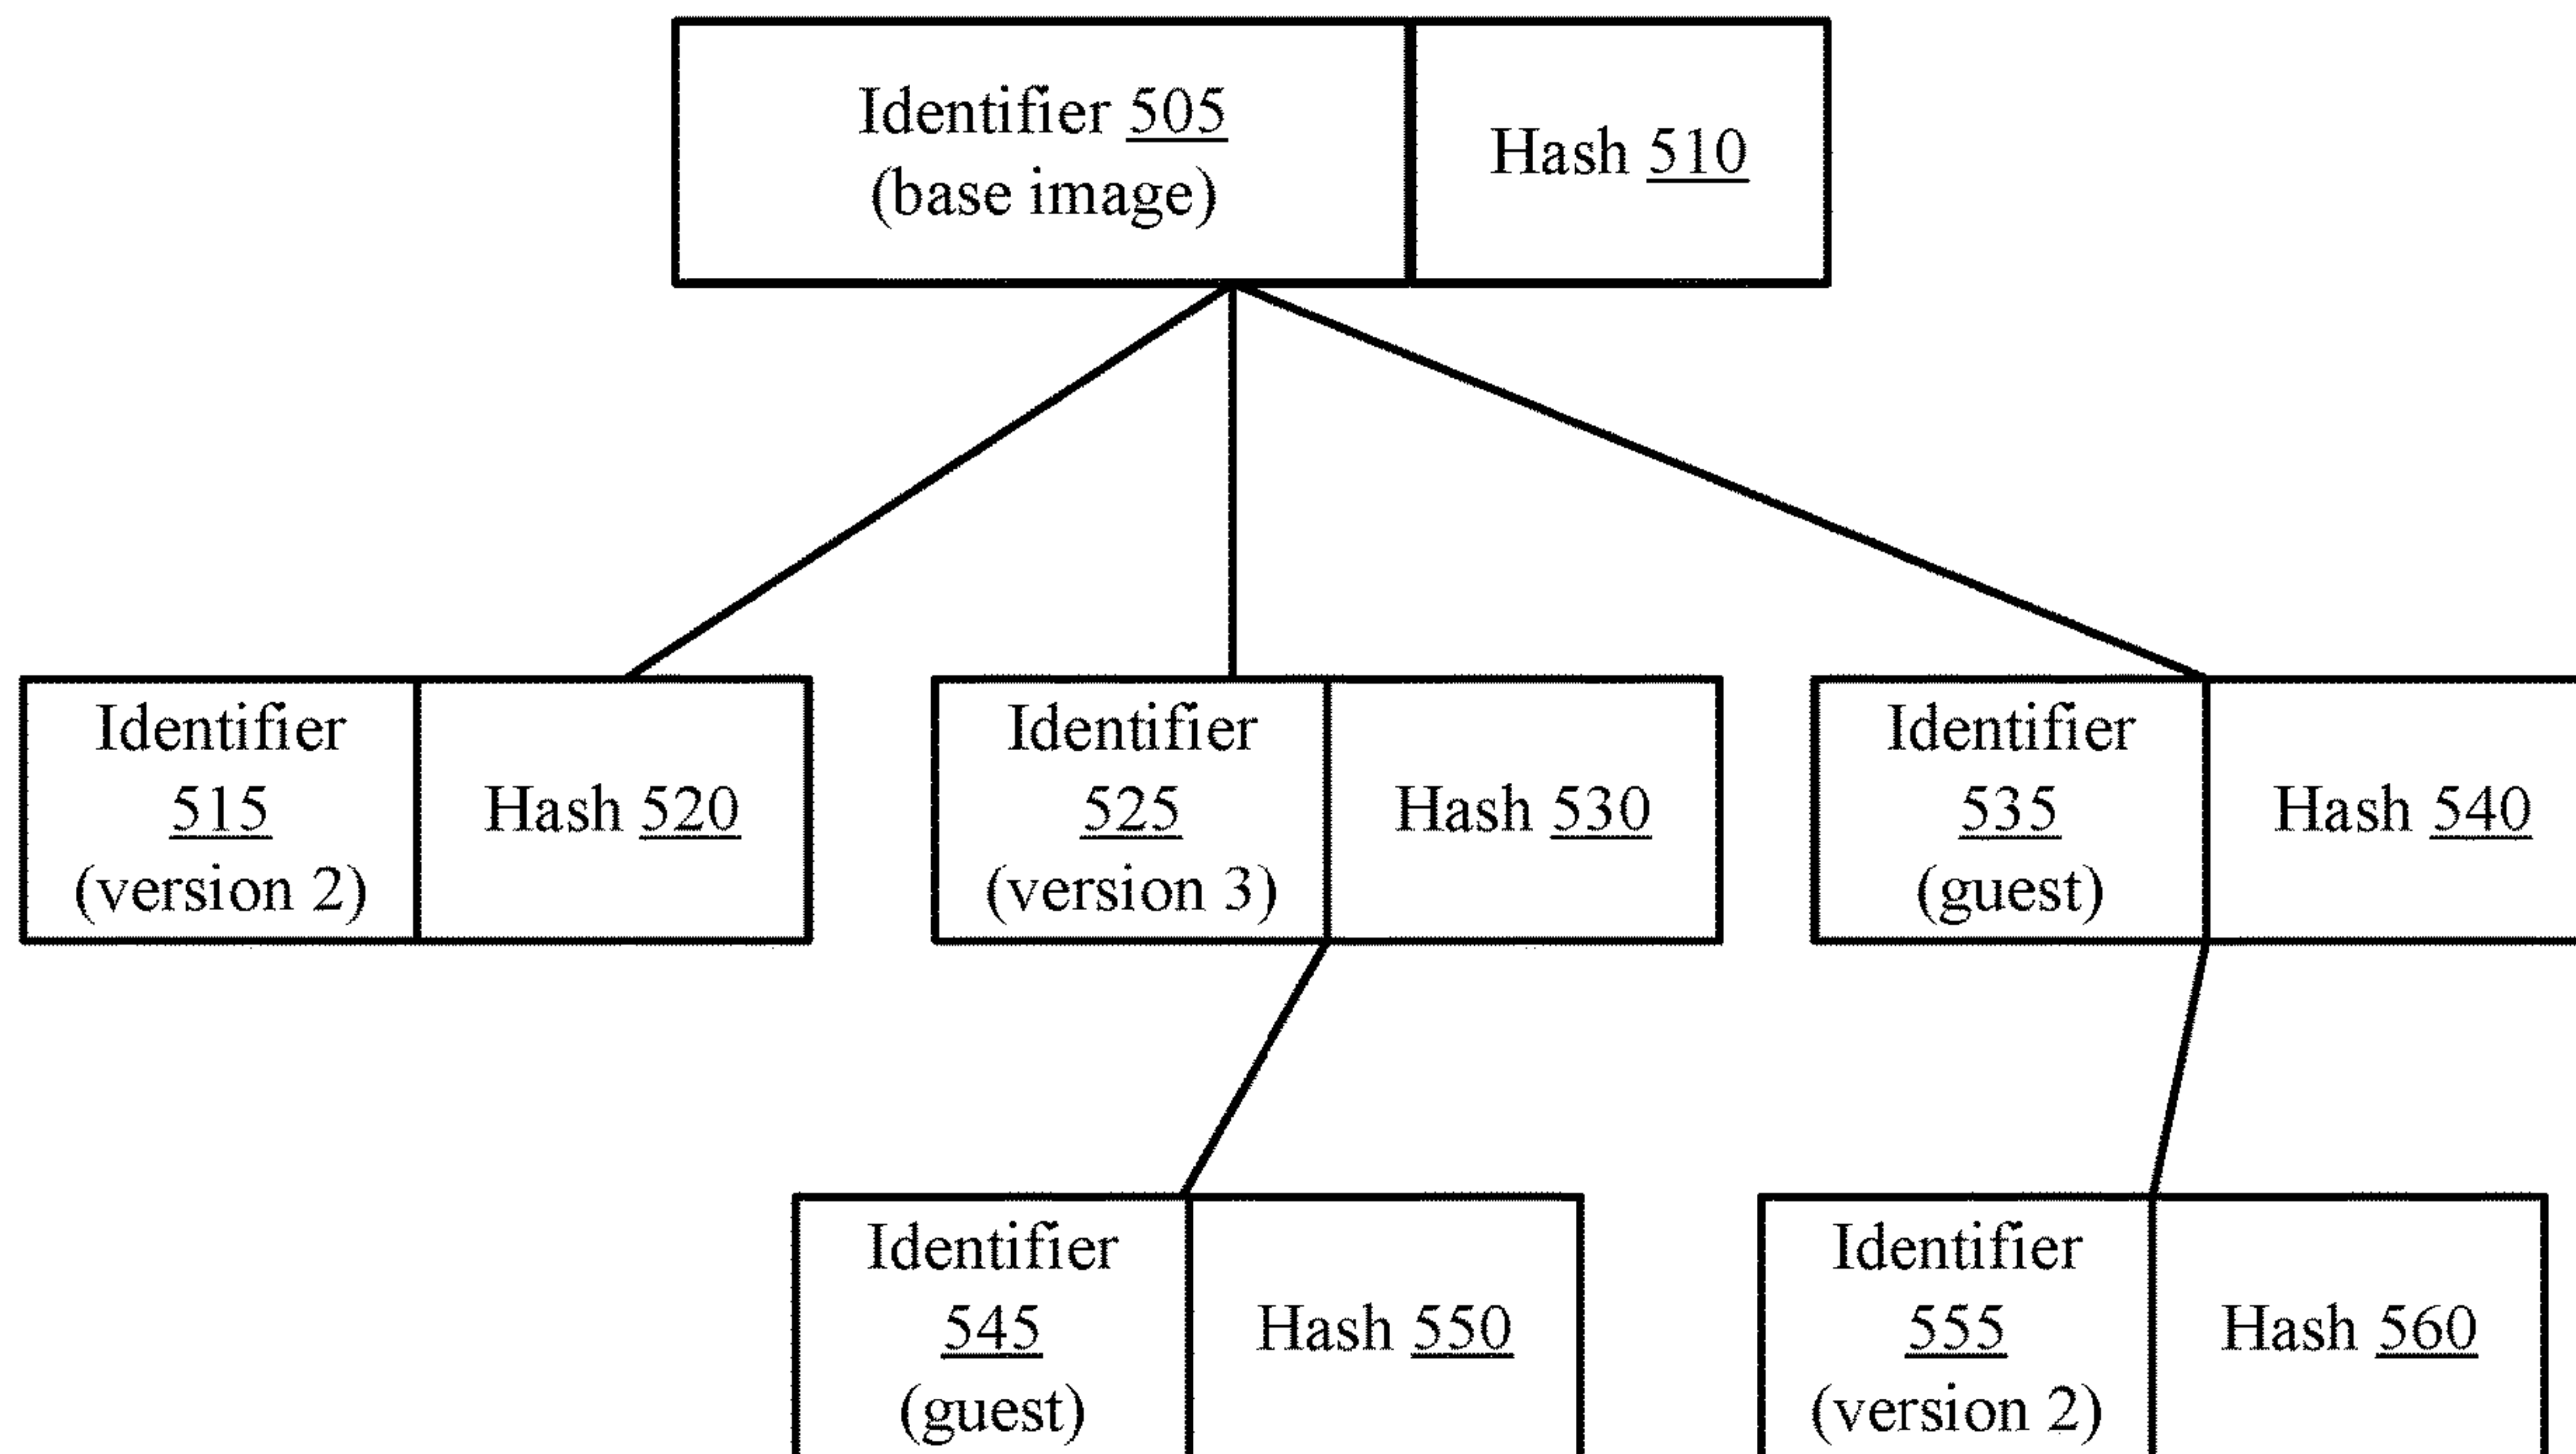 Identifier 505
(base image)
Hash 510
Identifier
515
(version 2)
Hash 520
Identifier
525
(version 3)
Hash 530
Identifier
535
(guest)
Hash 540
Identifier
545
(guest)
Hash 550
Identifier
555
(version 2)
Hash 560